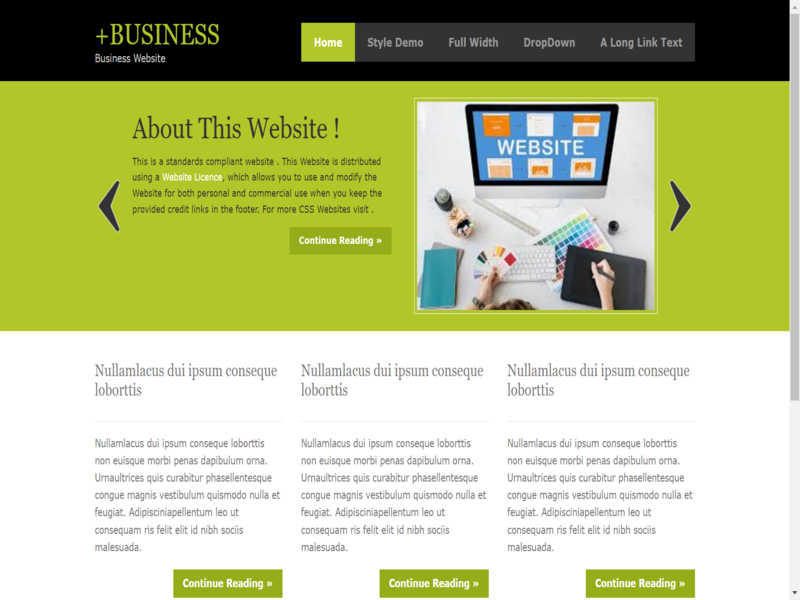 +BUSINESS
Business Website
Home Style Demo Full Width DropDown A Long Link Text
About This Website !
This is a standards compliant website . This Website is distributed
using a Website Licence, which allows you to use and modify the
Website for both personal and commercial use when you keep the
provided credit links in the footer. For more CSS Websites visit .
Continue Reading »
WEBSITE
Nullamlacus dui ipsum conseque
loborttis
Nullamlacus dui ipsum conseque loborttis
non euisque morbi penas dapibulum orna.
Urnaultrices quis curabitur phasellentesque
congue magnis vestibulum quismodo nulla et
feugiat. Adipisciniapellentum leo ut
consequam ris felit elit id nibh sociis
malesuada.
Continue Reading »
Nullamlacus dui ipsum conseque
loborttis
Nullamlacus dui ipsum conseque loborttis
non euisque morbi penas dapibulum orna.
Urnaultrices quis curabitur phasellentesque
congue magnis vestibulum quismodo nulla et
feugiat. Adipisciniapellentum leo ut
consequam ris felit elit id nibh sociis
malesuada.
Continue Reading »
Nullamlacus dui ipsum conseque
loborttis
Nullamlacus dui ipsum conseque loborttis
non euisque morbi penas dapibulum orna.
Urnaultrices quis curabitur phasellentesque
congue magnis vestibulum quismodo nulla et
feugiat. Adipisciniapellentum leo ut
consequam ris felit elit id nibh sociis
malesuada.
Continue Reading »